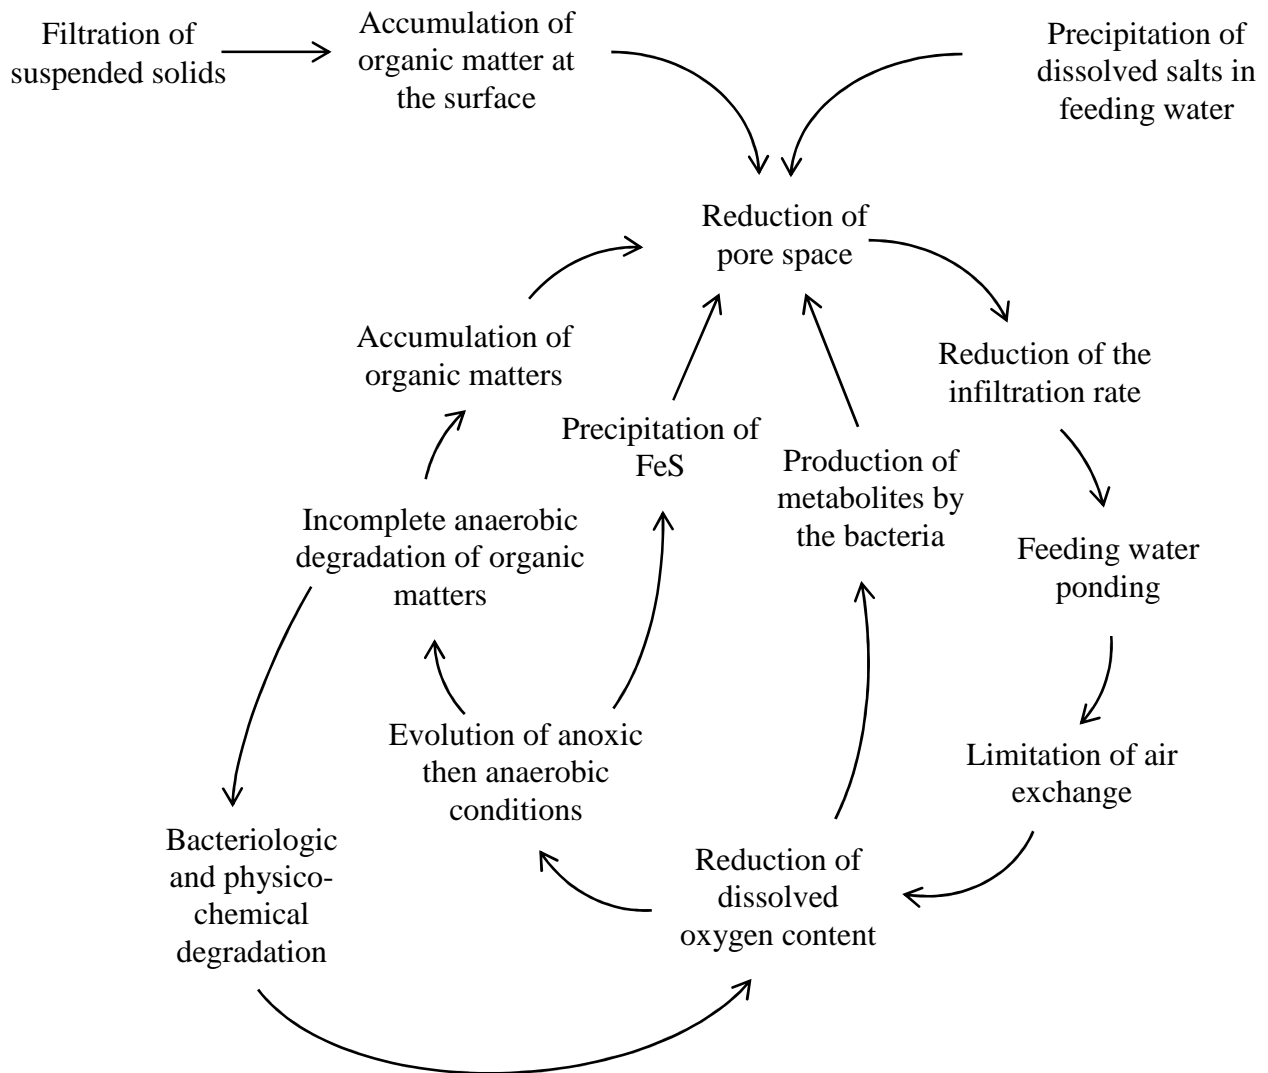 Filtration of
suspended solids
Accumulation of
organic matter at
the surface
Precipitation of
dissolved salts in
feeding water
Reduction of
pore space
Accumulation of
organic matters
Reduction of the
infiltration rate
Precipitation of
FeS
Production of
metabolites by
the bacteria
Incomplete anaerobic
degradation of organic
matters
Feeding water
ponding
Evolution of anoxic
then anaerobic
conditions
Limitation of air
exchange
Bacteriologic
and physico-
chemical
degradation
Reduction of
dissolved
oxygen content